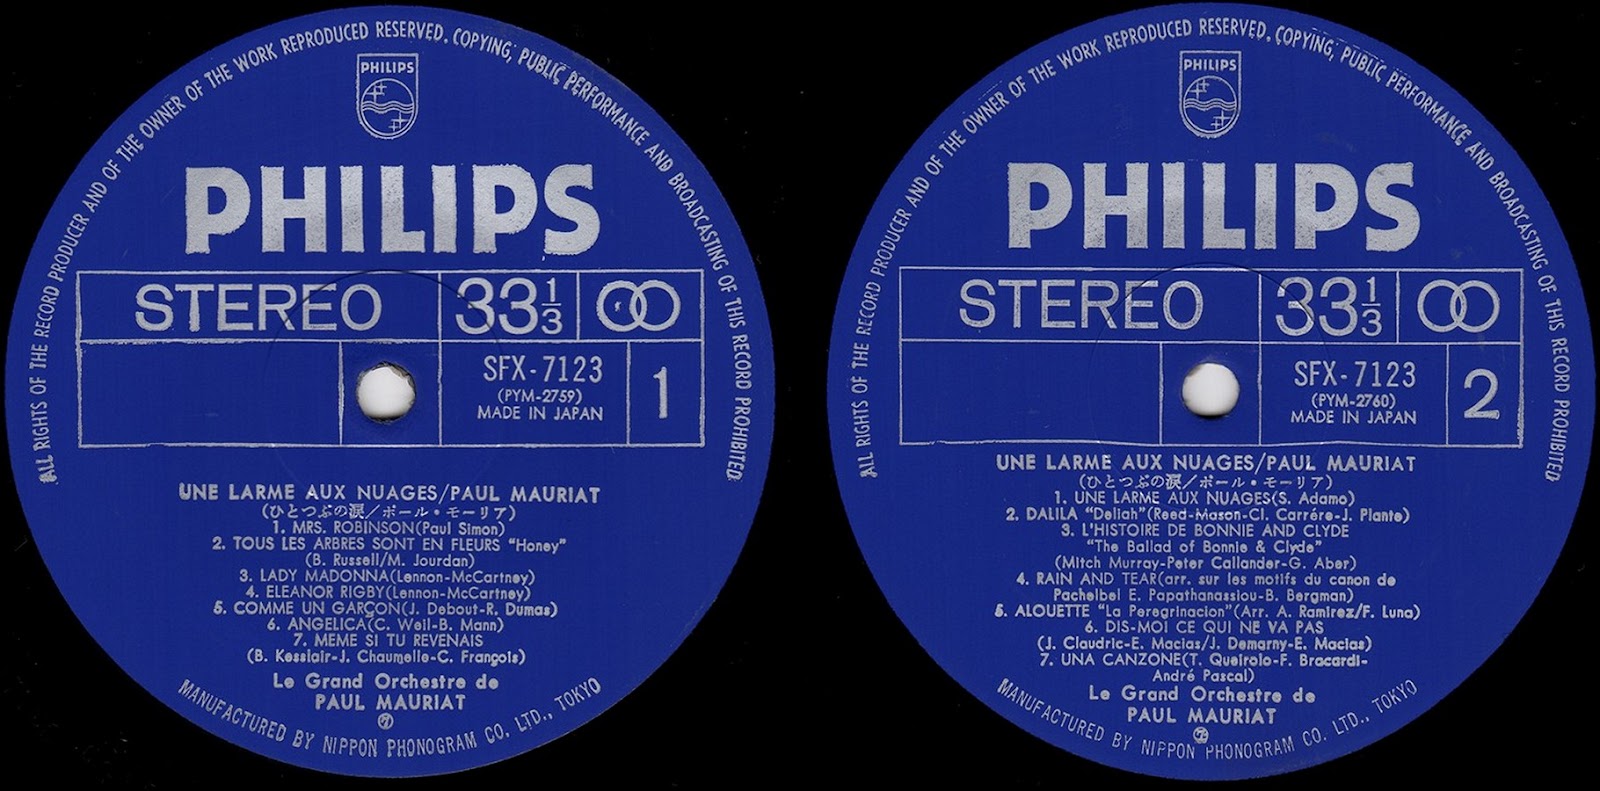 ALL RIGHTS OF THE RECORD PRODUCER AND OF THE OWNER OF THE WORK REPRODUCED RESERVED. COPYING, PUBLIC PERFORMANCE AND BROADCASTING OF THIS RECORD PROHIBITED
PHILIPS
PHILIPS
STEREO
33 1/3
SFX-7123
(PYM-2759)
MADE IN JAPAN
1
UNE LARME AUX NUAGES/PAUL MAURIAT
(ひとつぶの涙/ポール・モーリア)
1. MRS. ROBINSON(Paul Simon)
2. TOUS LES ARBRES SONT EN FLEURS "Honey"
(B. Russell/M. Jourdan)
3. LADY MADONNA(Lennon-McCartney)
4. ELEANOR RIGBY(Lennon-McCartney)
5. COMME UN GARÇON(J. Debout-R. Dumas)
6. ANGELICA(C. Weil-B. Mann)
7. MEME SI TU REVENAIS
(B. Kesslair-J. Chaumelle-C. François)
Le Grand Orchestre de
PAUL MAURIAT
MANUFACTURED BY NIPPON PHONOGRAM CO. LTD., TOKYO
ALL RIGHTS OF THE RECORD PRODUCER AND OF THE OWNER OF THE WORK REPRODUCED RESERVED. COPYING, PUBLIC PERFORMANCE AND BROADCASTING OF THIS RECORD PROHIBITED
PHILIPS
PHILIPS
STEREO
33 1/3
SFX-7123
(PYM-2760)
MADE IN JAPAN
2
UNE LARME AUX NUAGES/PAUL MAURIAT
(ひとつぶの涙/ポール・モーリア)
1. UNE LARME AUX NUAGES(S. Adamo)
2. DALILA "Deliah"(Reed-Mason-Cl. Carrére-J. Plante)
3. L'HISTOIRE DE BONNIE AND CLYDE
"The Ballad of Bonnie & Clyde"
(Mitch Murray-Peter Callander-G. Aber)
4. RAIN AND TEAR(arr. sur les motifs du canon de
Pachelbel E. Papathanassiou-B. Bergman)
5. ALOUETTE "La Peregrinacion"(Arr. A. Ramirez/F. Luna)
6. DIS-MOI CE QUI NE VA PAS
(J. Claudric-E. Macias/J. Demarny-E. Macias)
7. UNA CANZONE(T. Queirolo-F. Bracardi-
André Pascal)
Le Grand Orchestre de
PAUL MAURIAT
MANUFACTURED BY NIPPON PHONOGRAM CO. LTD., TOKYO